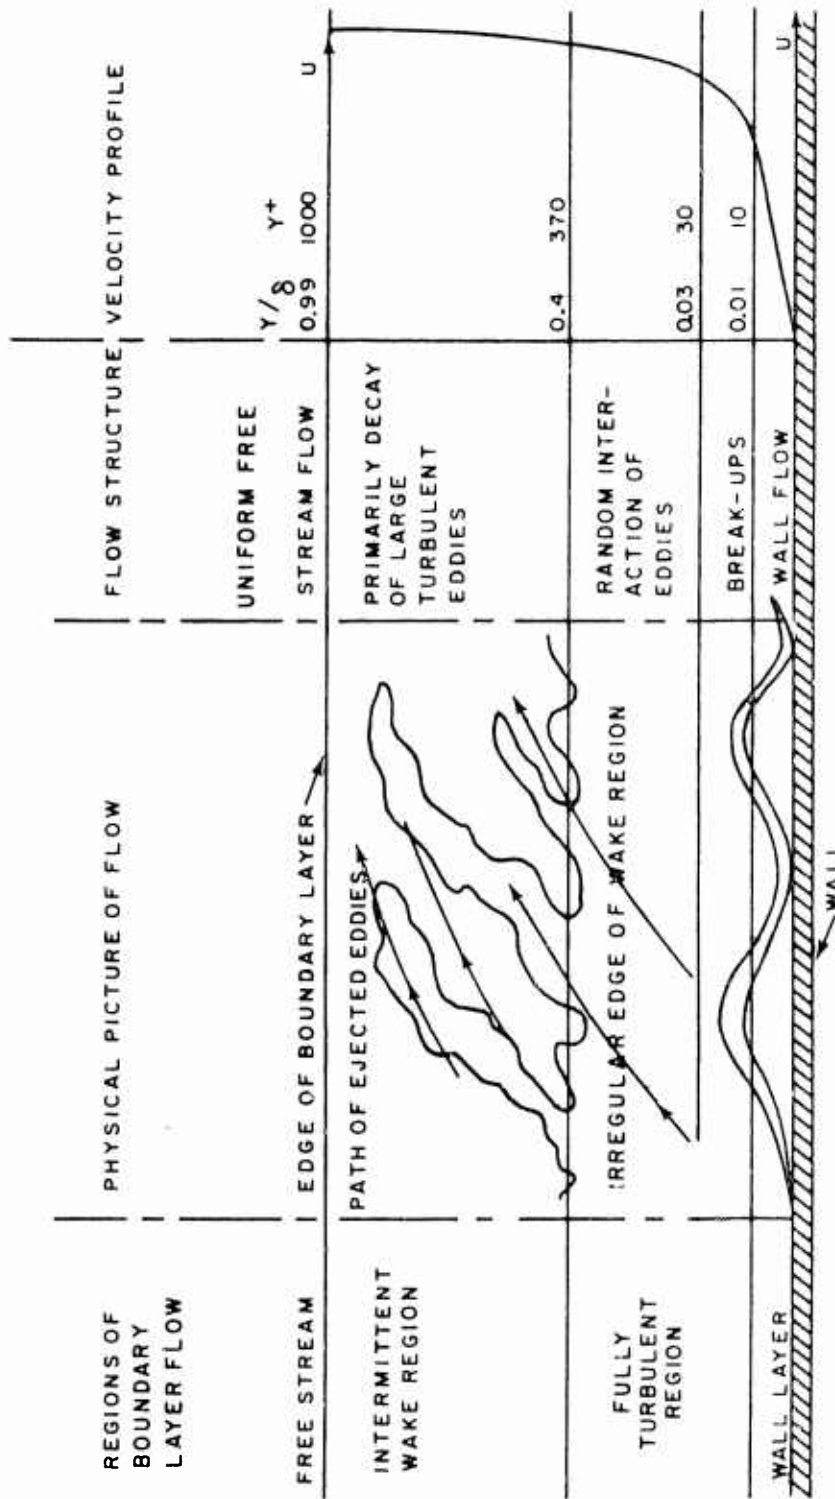 REGIONS OF
BOUNDARY
LAYER FLOW
PHYSICAL PICTURE OF FLOW
FLOW STRUCTURE
VELOCITY PROFILE
FREE STREAM
EDGE OF BOUNDARY LAYER
UNIFORM FREE
STREAM FLOW
Y/δ Y+
0.99 1000
U
INTERMITTENT
WAKE REGION
PATH OF EJECTED EDDIES
PRIMARILY DECAY
OF LARGE
TURBULENT
EDDIES
0.4 370
FULLY
TURBULENT
REGION
IRREGULAR EDGE OF WAKE REGION
RANDOM INTER-
ACTION OF
EDDIES
0.03 30
BREAK-UPS
0.01 10
WALL LAYER
WALL FLOW
U
WALL